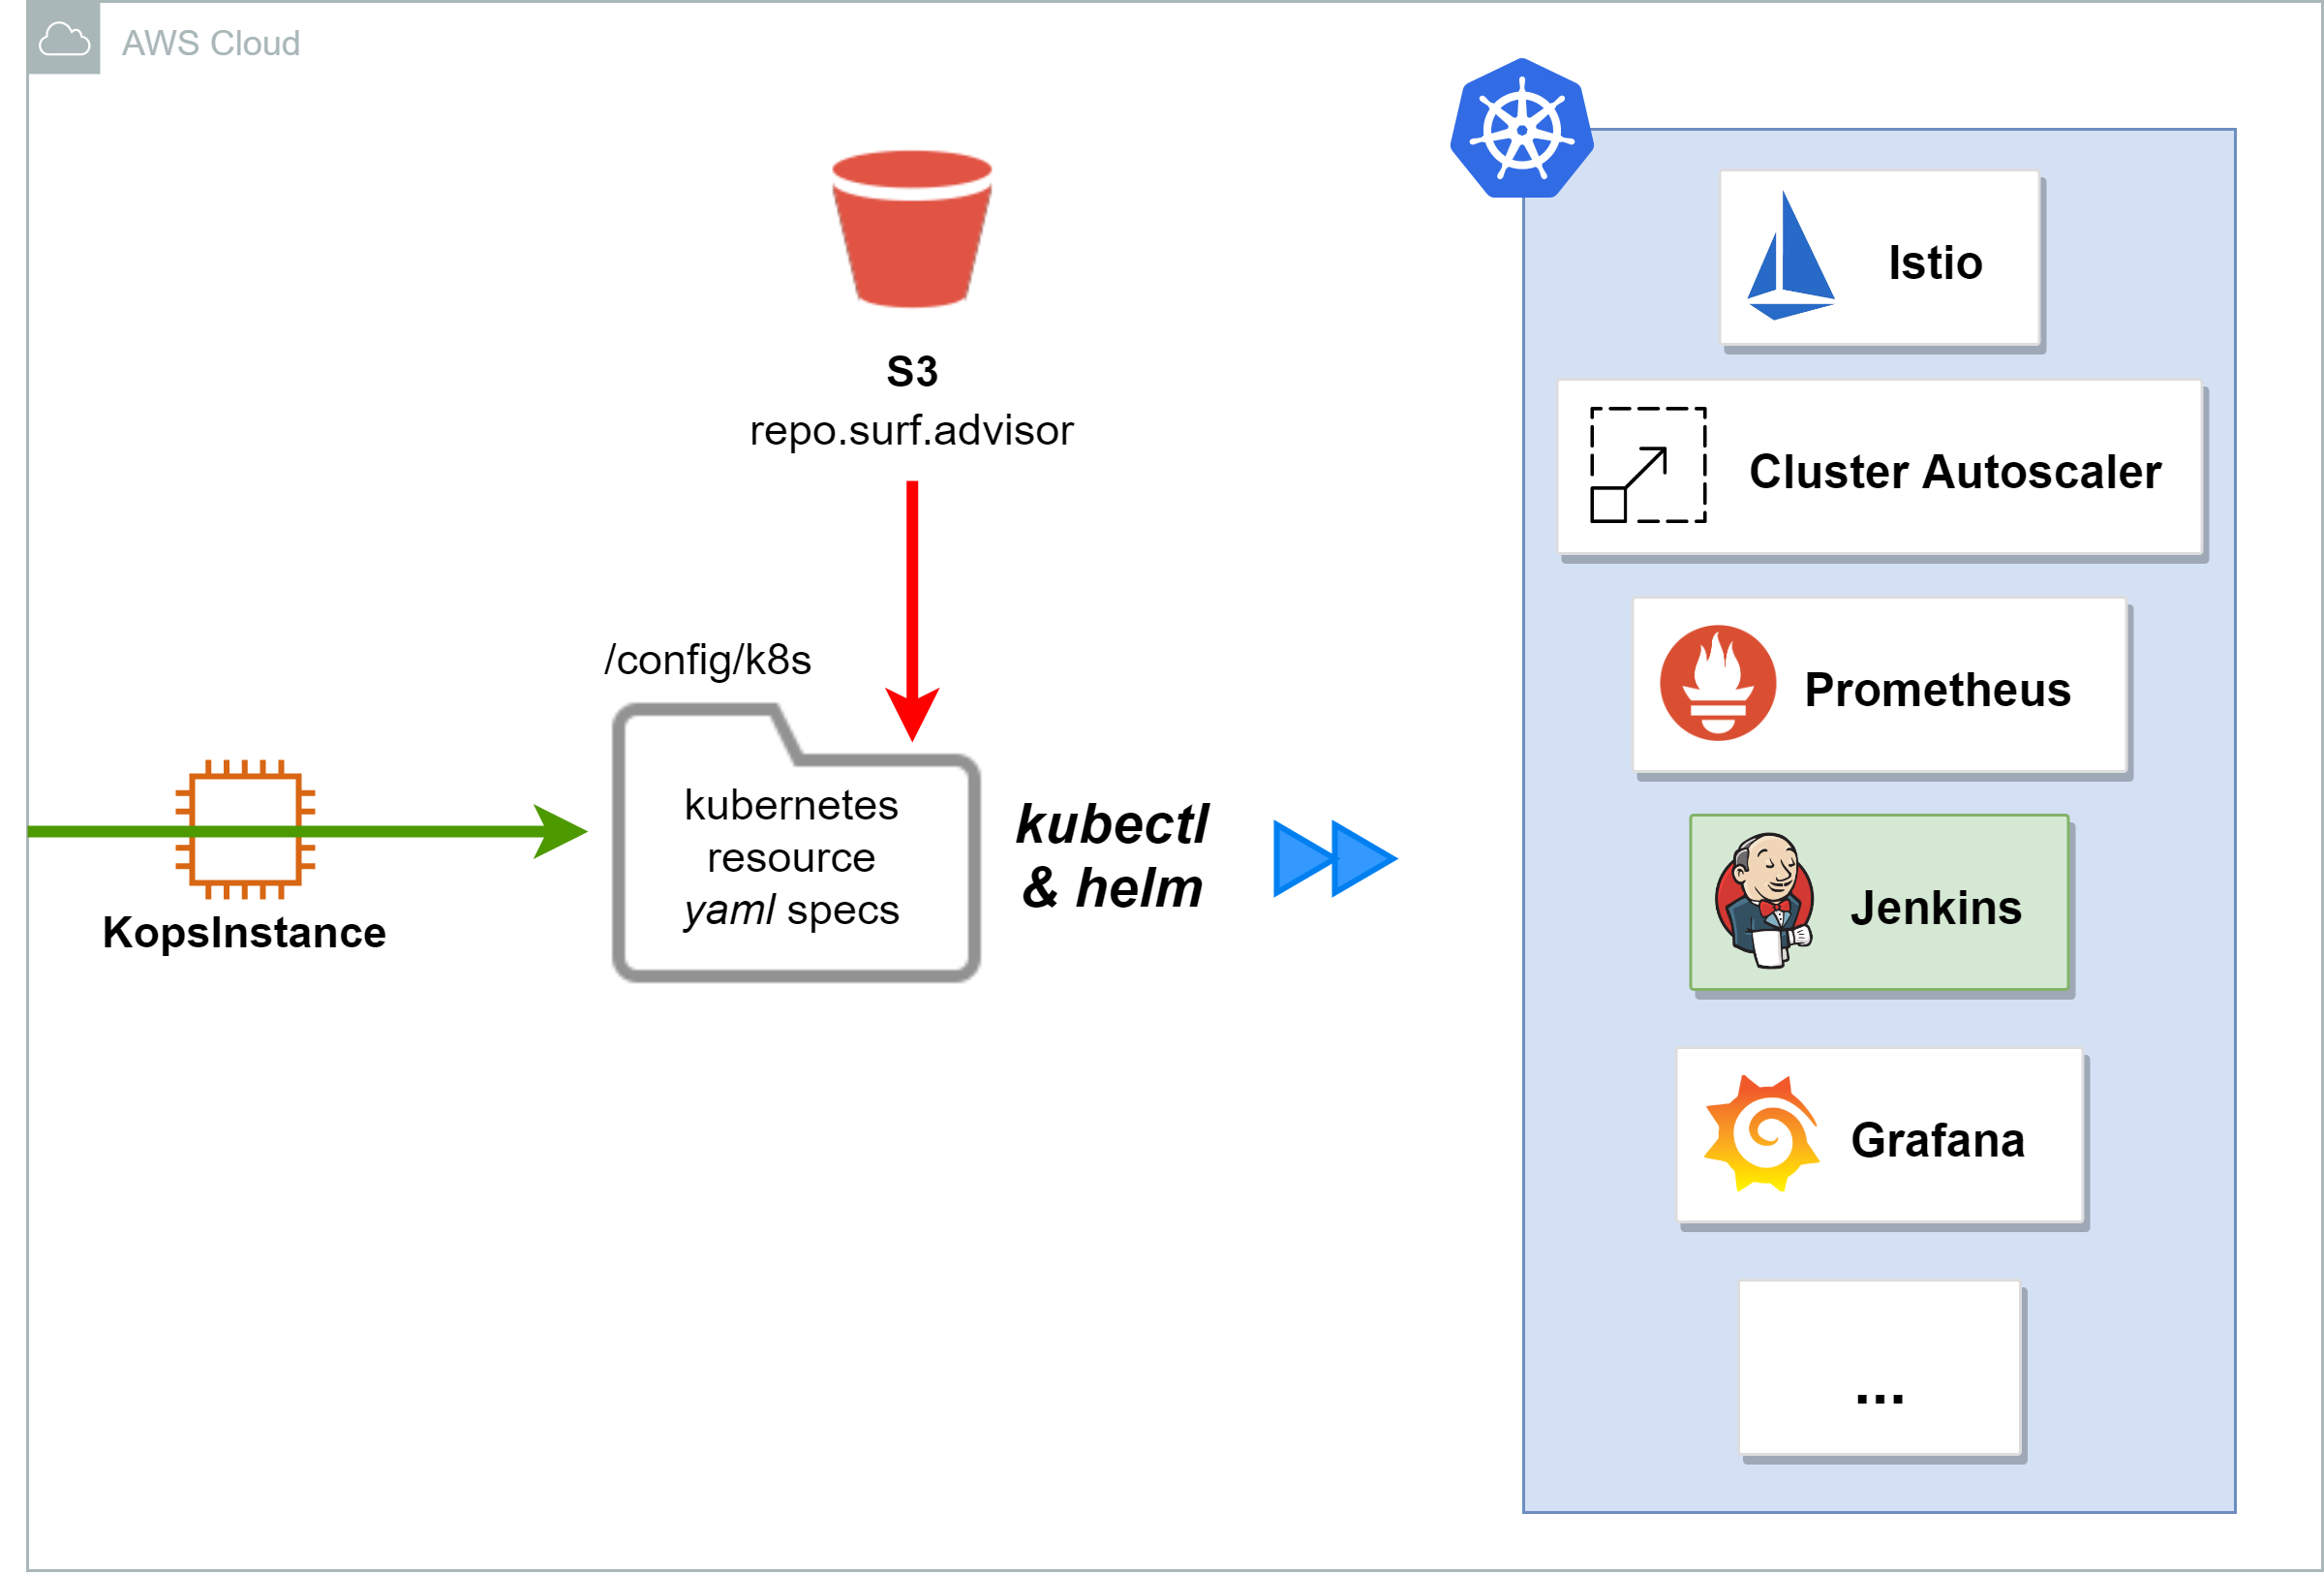 AWS Cloud
S3
repo.surf.advisor
/config/k8s
kubernetes
resource
yaml specs
KopsInstance
kubectl
& helm
Istio
Cluster Autoscaler
Prometheus
Jenkins
Grafana
...